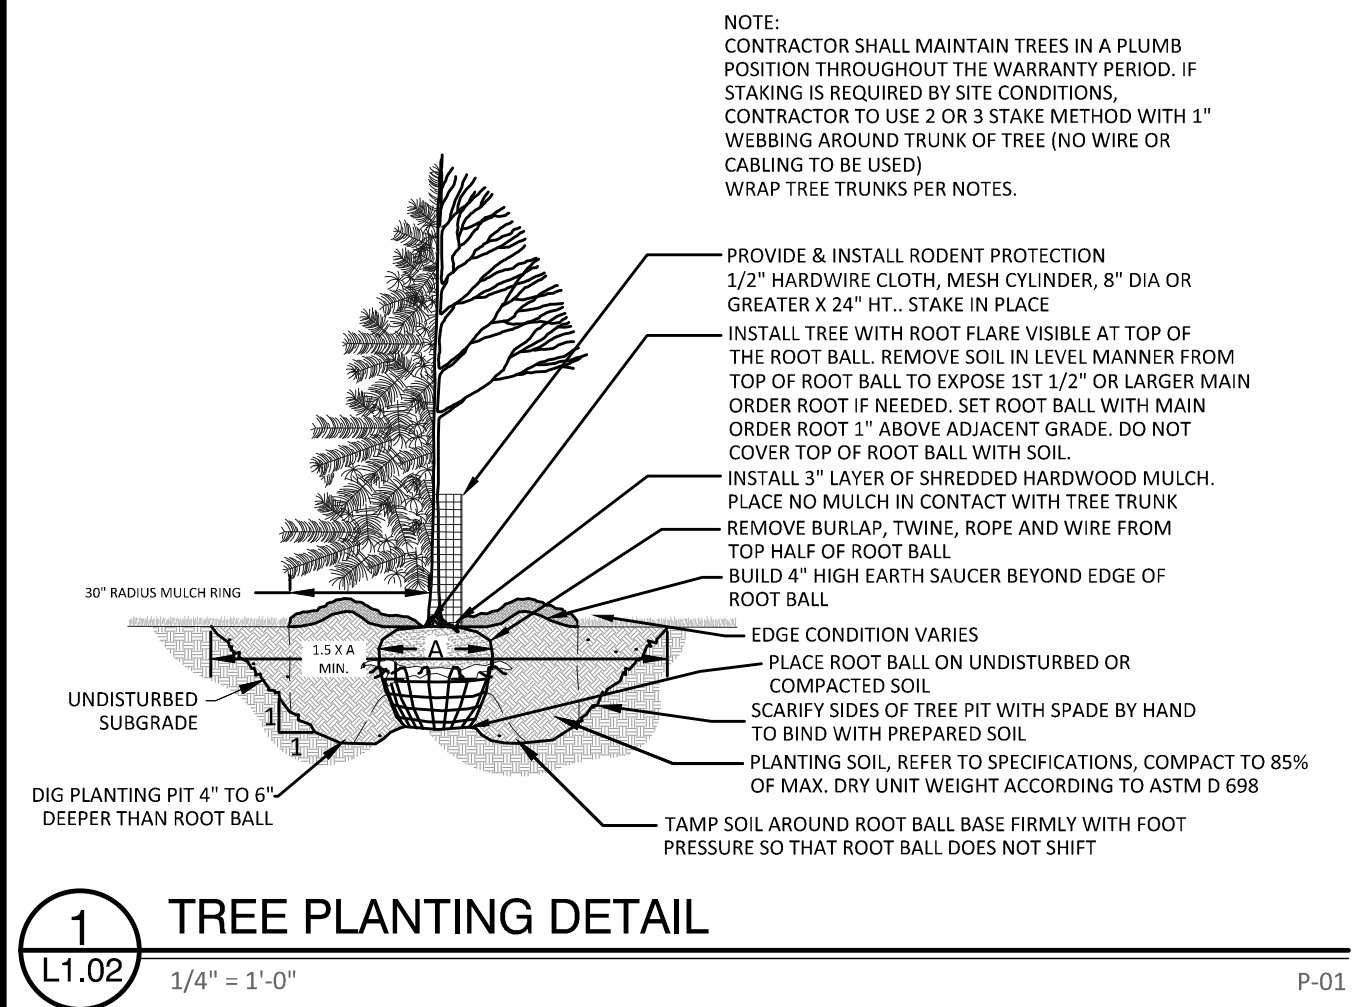 NOTE:
CONTRACTOR SHALL MAINTAIN TREES IN A PLUMB
POSITION THROUGHOUT THE WARRANTY PERIOD. IF
STAKING IS REQUIRED BY SITE CONDITIONS,
CONTRACTOR TO USE 2 OR 3 STAKE METHOD WITH 1"
WEBBING AROUND TRUNK OF TREE (NO WIRE OR
CABLING TO BE USED)
WRAP TREE TRUNKS PER NOTES.
PROVIDE & INSTALL RODENT PROTECTION
1/2" HARDWIRE CLOTH, MESH CYLINDER, 8" DIA OR
GREATER X 24" HT.. STAKE IN PLACE
INSTALL TREE WITH ROOT FLARE VISIBLE AT TOP OF
THE ROOT BALL. REMOVE SOIL IN LEVEL MANNER FROM
TOP OF ROOT BALL TO EXPOSE 1ST 1/2" OR LARGER MAIN
ORDER ROOT IF NEEDED. SET ROOT BALL WITH MAIN
ORDER ROOT 1" ABOVE ADJACENT GRADE. DO NOT
COVER TOP OF ROOT BALL WITH SOIL.
INSTALL 3" LAYER OF SHREDDED HARDWOOD MULCH.
PLACE NO MULCH IN CONTACT WITH TREE TRUNK
REMOVE BURLAP, TWINE, ROPE AND WIRE FROM
TOP HALF OF ROOT BALL
BUILD 4" HIGH EARTH SAUCER BEYOND EDGE OF
ROOT BALL
EDGE CONDITION VARIES
PLACE ROOT BALL ON UNDISTURBED OR
COMPACTED SOIL
SCARIFY SIDES OF TREE PIT WITH SPADE BY HAND
TO BIND WITH PREPARED SOIL
PLANTING SOIL, REFER TO SPECIFICATIONS, COMPACT TO 85%
OF MAX. DRY UNIT WEIGHT ACCORDING TO ASTM D 698
TAMP SOIL AROUND ROOT BALL BASE FIRMLY WITH FOOT
PRESSURE SO THAT ROOT BALL DOES NOT SHIFT
30" RADIUS MULCH RING
1.5 X A
MIN.
A
UNDISTURBED
SUBGRADE
1
1
DIG PLANTING PIT 4" TO 6"
DEEPER THAN ROOT BALL
1
L1.02
TREE PLANTING DETAIL
1/4" = 1'-0"
P-01